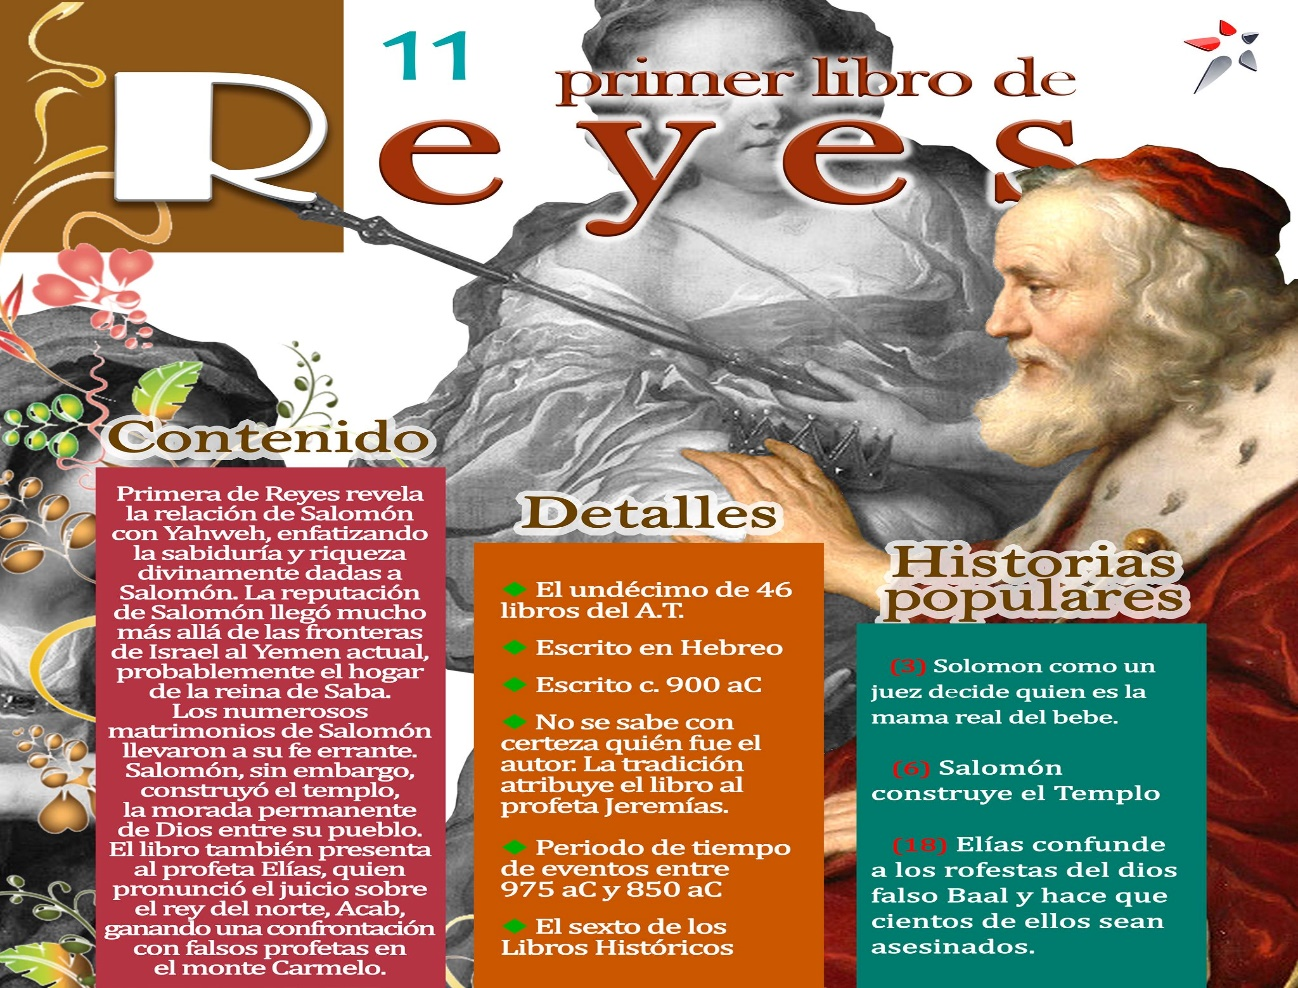 11
primer libro de
Reyes
Contenido
Primera de Reyes revela
la relación de Salomón
con Yahweh, enfatizando
la sabiduría y riqueza
divinamente dadas a
Salomón. La reputación
de Salomón llegó mucho
más allá de las fronteras
de Israel al Yemen actual,
probablemente el hogar
de la reina de Saba.
Los numerosos
matrimonios de Salomón
llevaron a su fe errante.
Salomón, sin embargo,
construyó el templo,
la morada permanente
de Dios entre su pueblo.
El libro también presenta
al profeta Elías, quien
pronunció el juicio sobre
el rey del norte, Acab,
ganando una confrontación
con falsos profetas en
el monte Carmelo.
Detalles
El undécimo de 46
libros del A.T.
Escrito en Hebreo
Escrito c. 900 aC
No se sabe con
certeza quién fue el
autor. La tradición
atribuye el libro al
profeta Jeremías.
Periodo de tiempo
de eventos entre
975 aC y 850 aC
El sexto de los
Libros Históricos
Historias
populares
(3) Solomon como un
juez decide quien es la
mama real del bebe.
(6) Salomón
construye el Templo
(18) Elías confunde
a los rofestas del dios
falso Baal y hace que
cientos de ellos sean
asesinados.